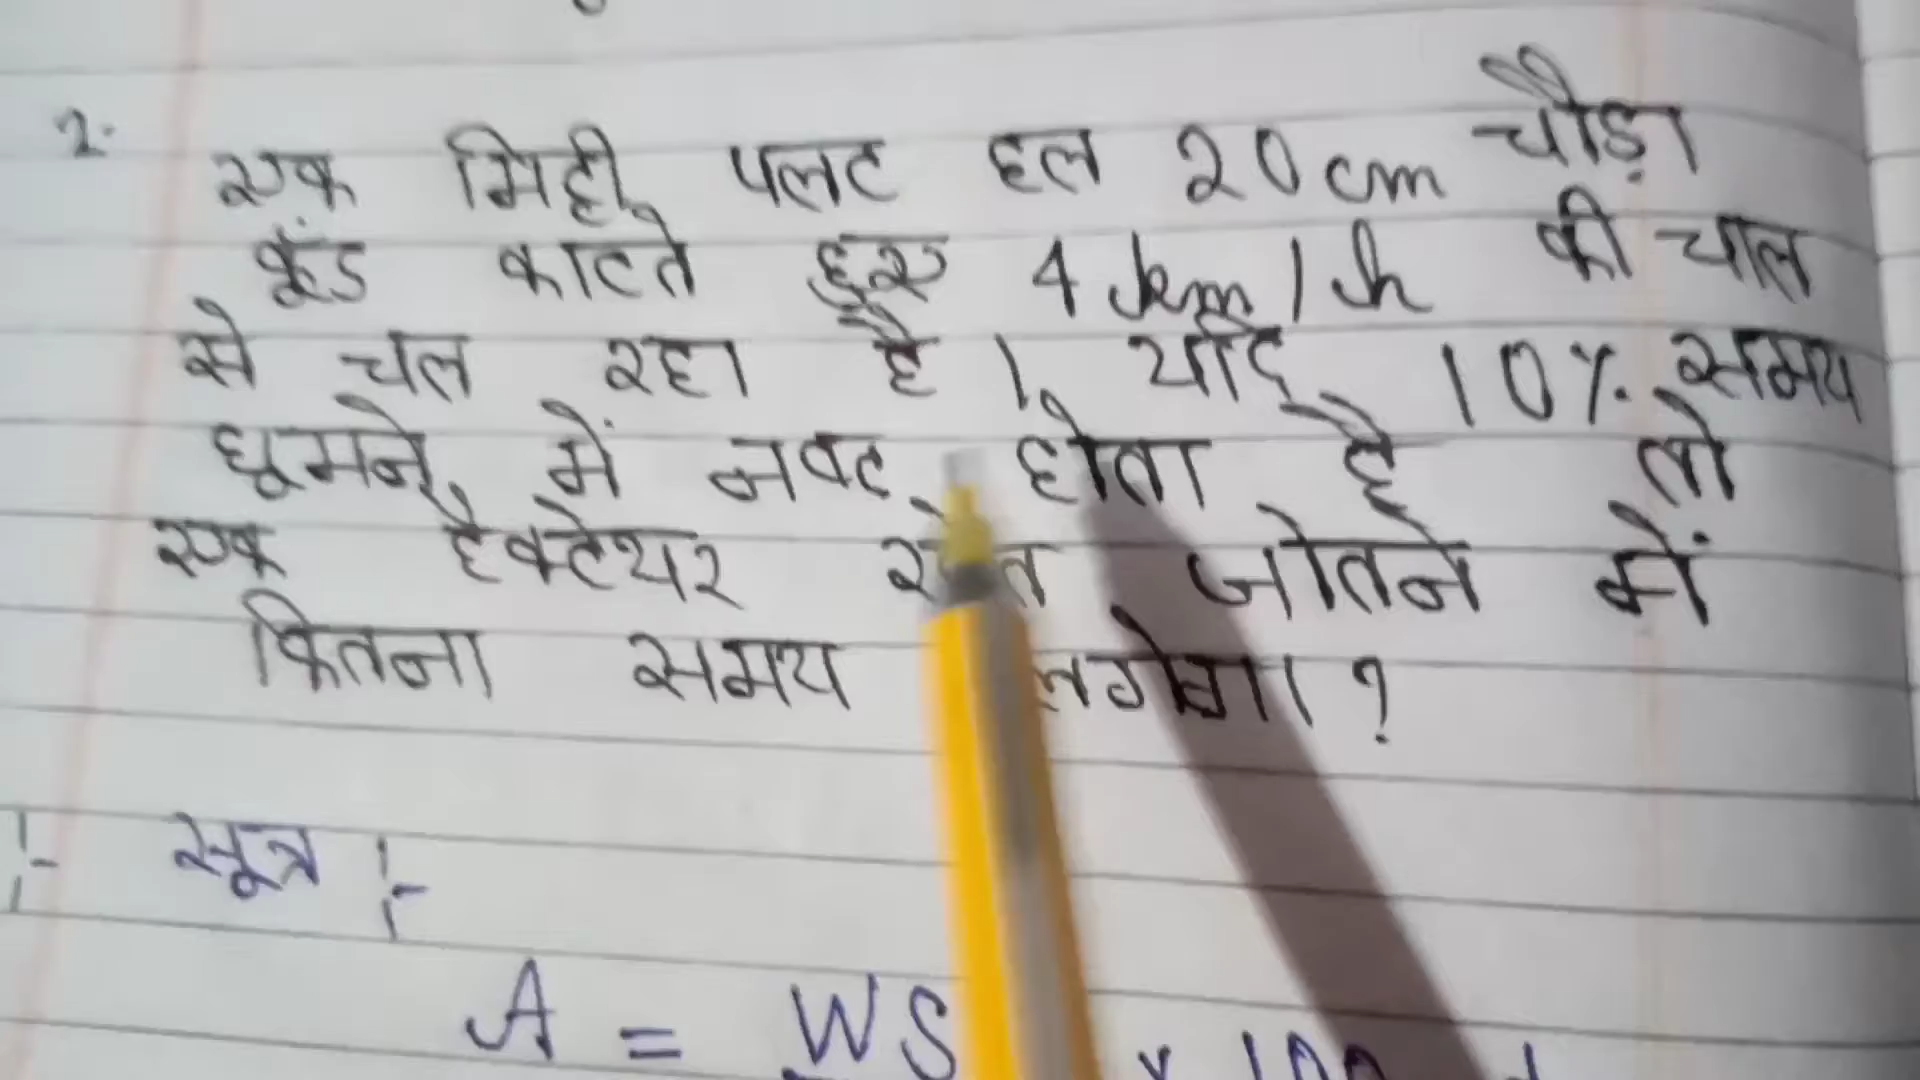 2.
एक मिट्टी पलट हल 20 cm चौड़ा
कूंड काटते हुए 4 km/h की चाल
से चल रहा है। यदि 10% समय
घूमने में नष्ट होता है तो
एक हैक्टेयर खेत जोतने में
कितना समय लगेगा ?
:- सूत्र :-
A = WS